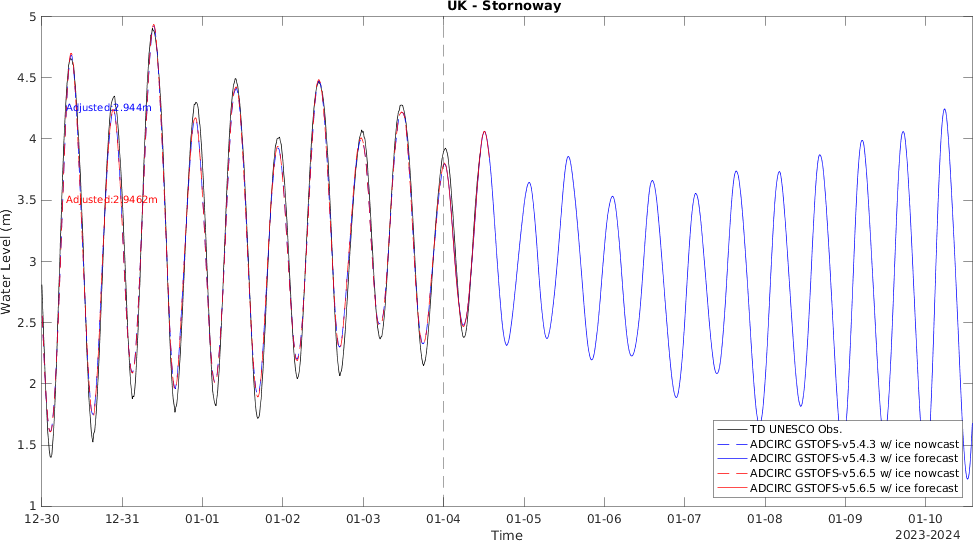 UK - Stornoway
5
4.5
4
3.5
3
2.5
2
1.5
1
Water Level (m)
Adjusted:2.944m
Adjusted:2.9462m
TD UNESCO Obs.
ADCIRC GSTOFS-v5.4.3 w/ ice nowcast
ADCIRC GSTOFS-v5.4.3 w/ ice forecast
ADCIRC GSTOFS-v5.6.5 w/ ice nowcast
ADCIRC GSTOFS-v5.6.5 w/ ice forecast
12-30 12-31 01-01 01-02 01-03 01-04 01-05 01-06 01-07 01-08 01-09 01-10
Time
2023-2024